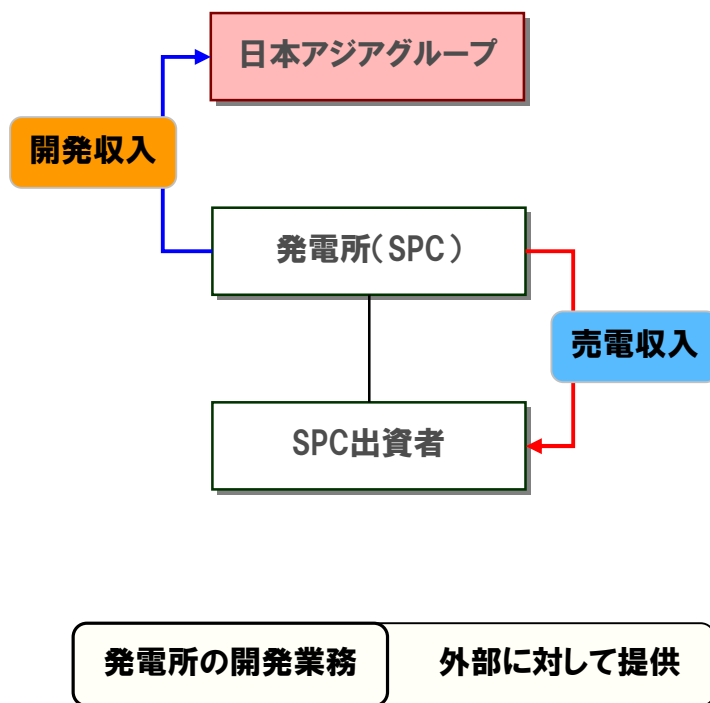 日本アジアグループ
開発収入
発電所(SPC)
売電収入
SPC出資者
発電所の開発業務
外部に対して提供